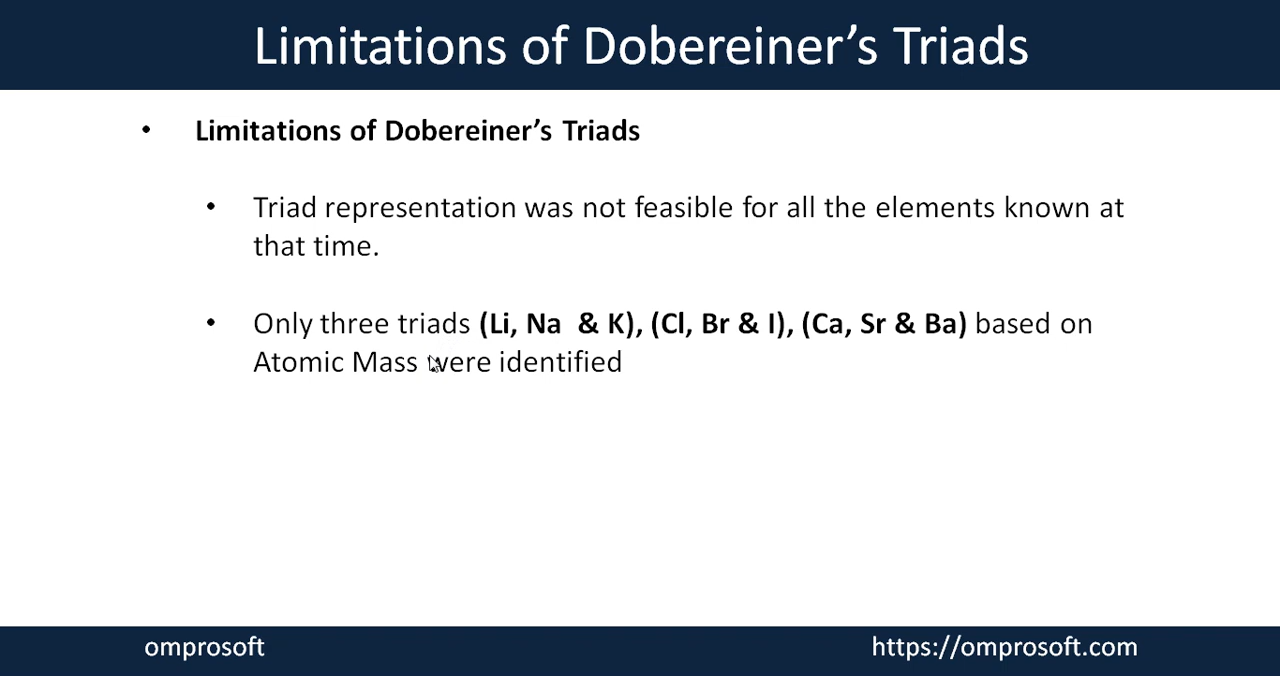 Limitations of Dobereiner’s Triads
• Limitations of Dobereiner’s Triads
• Triad representation was not feasible for all the elements known at
that time.
• Only three triads (Li, Na & K), (Cl, Br & I), (Ca, Sr & Ba) based on
Atomic Mass were identified
omprosoft
https://omprosoft.com